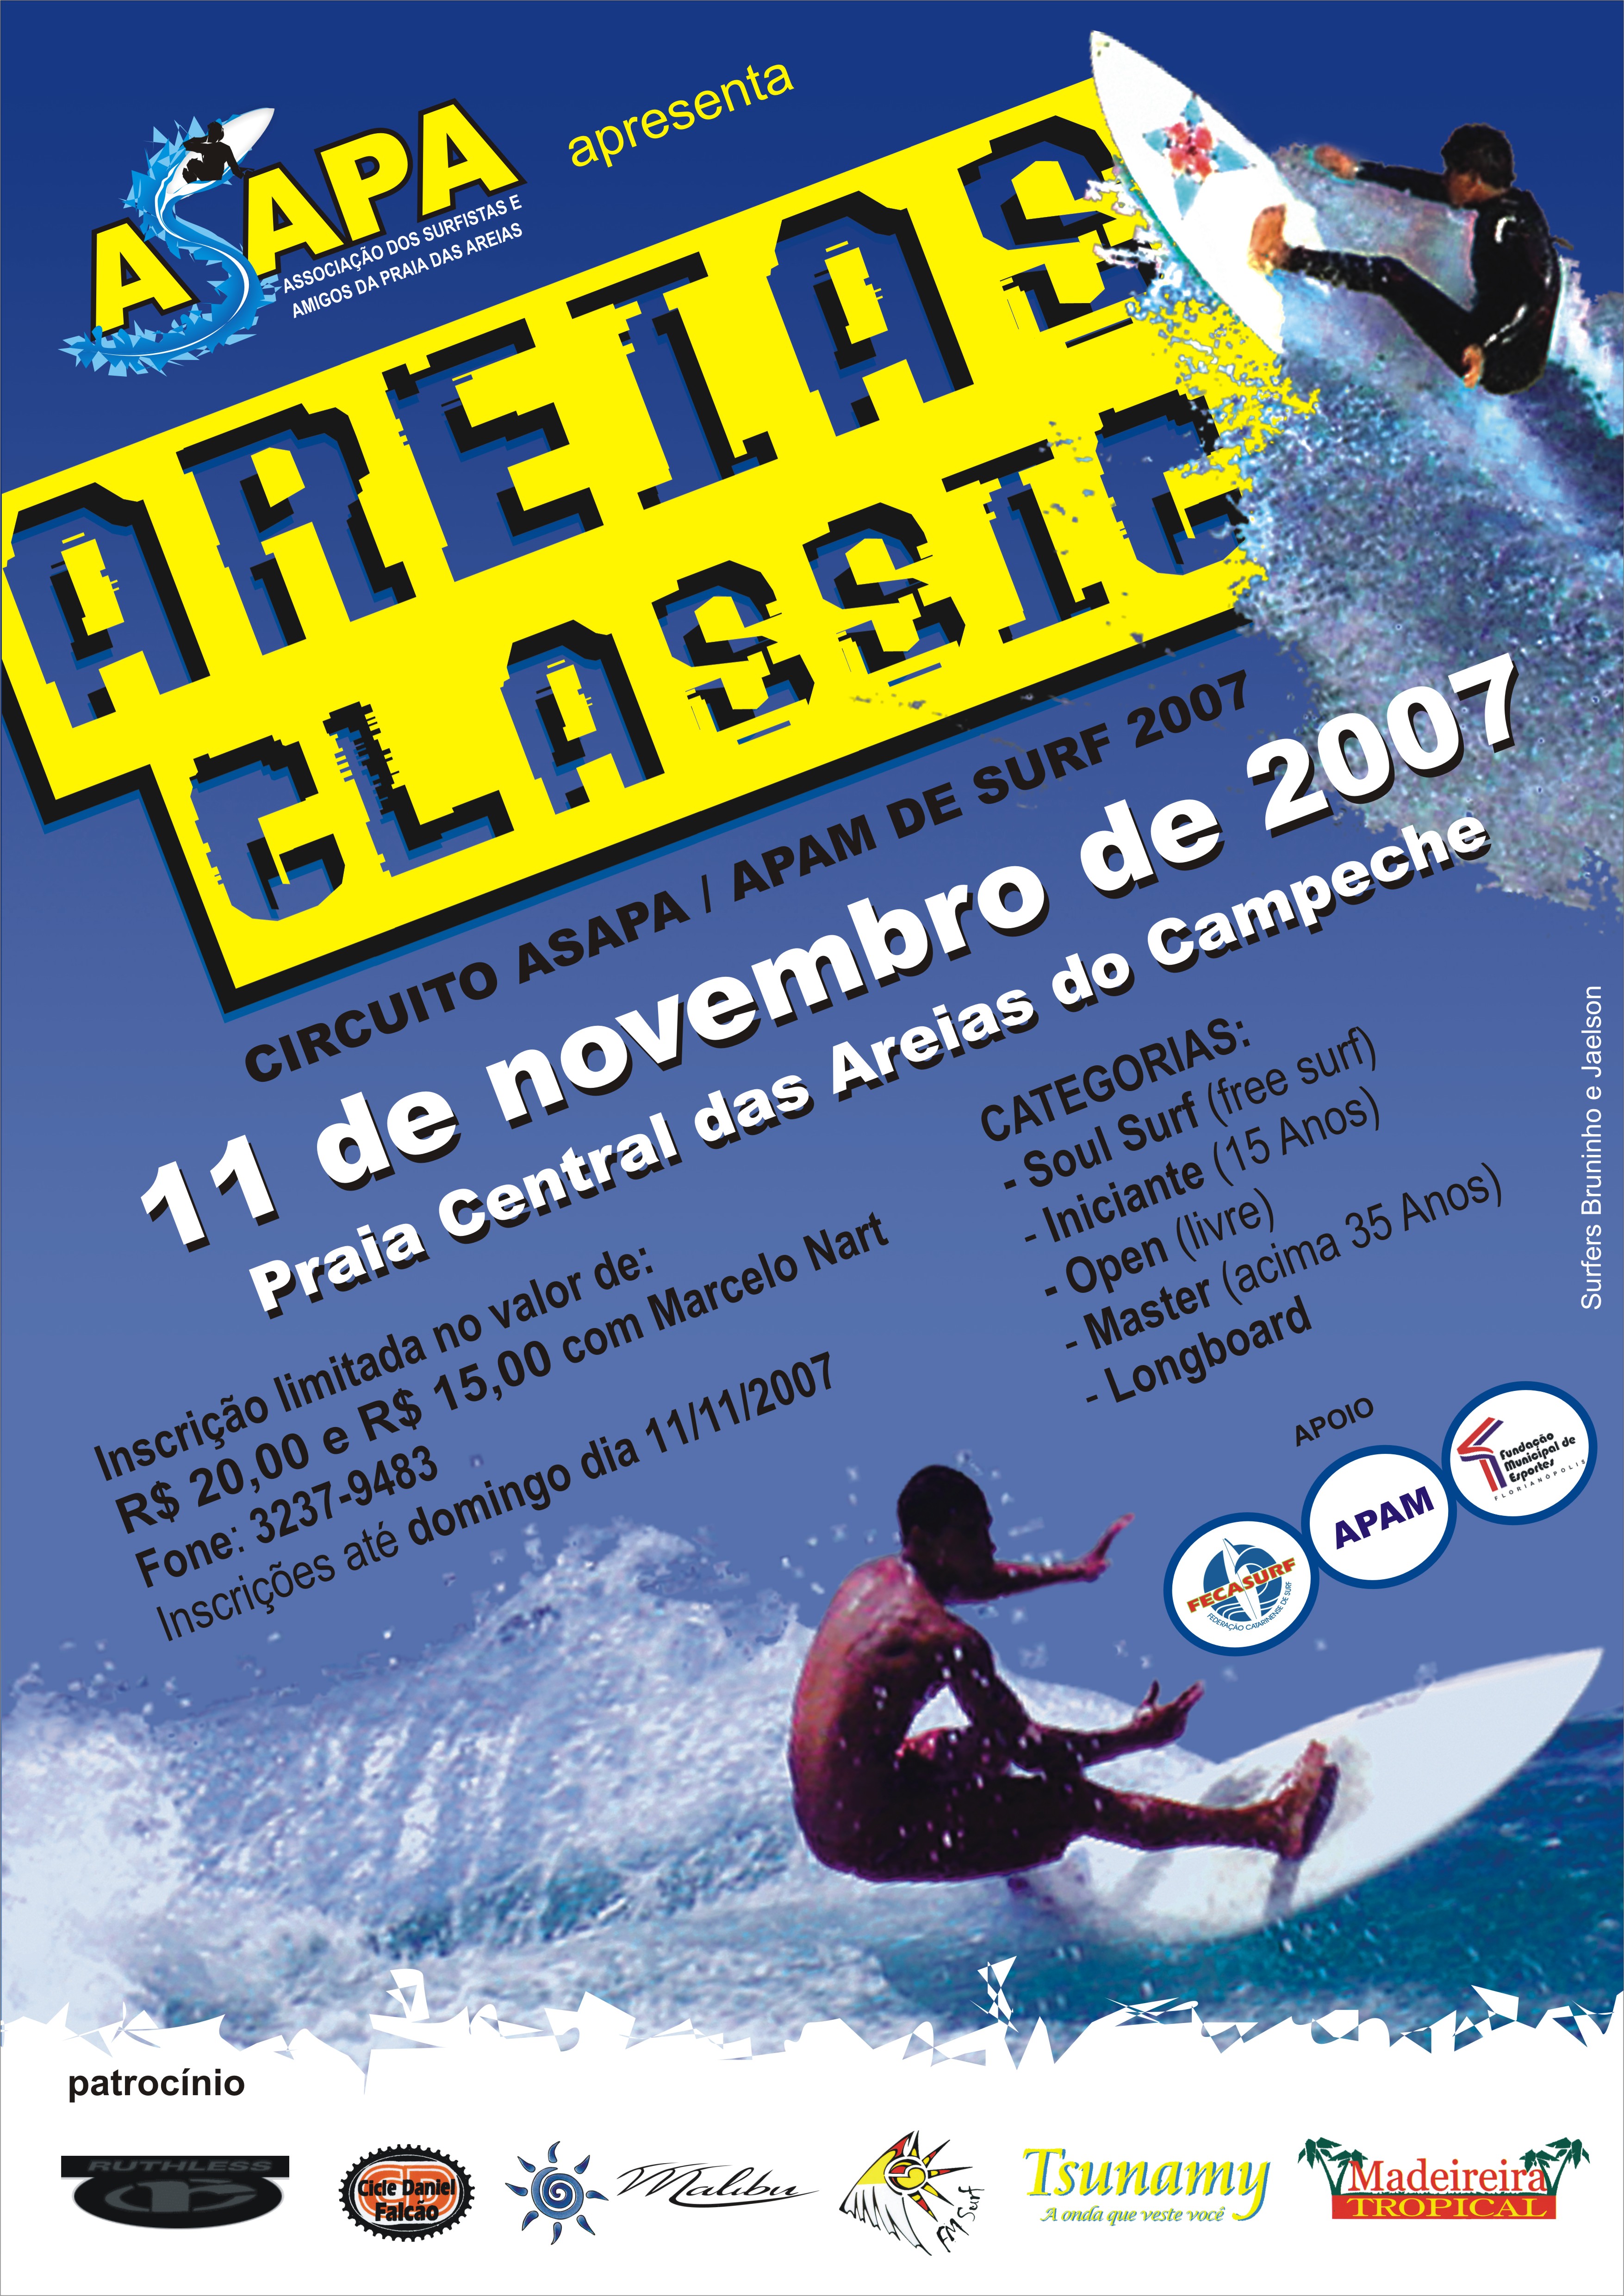 ASAPA
ASSOCIAÇÃO DOS SURFISTAS E
AMIGOS DA PRAIA DAS AREIAS
apresenta
AREIAS
CLASSIC
CIRCUITO ASAPA / APAM DE SURF 2007
11 de novembro de 2007
Praia Central das Areias do Campeche
Inscrição limitada no valor de:
R$ 20,00 e R$ 15,00 com Marcelo Nart
Fone: 3237-9483
Inscrições até domingo dia 11/11/2007
CATEGORIAS:
- Soul Surf (free surf)
- Iniciante (15 Anos)
- Open (livre)
- Master (acima 35 Anos)
- Longboard
Surfers Bruninho e Jaelson
APOIO
FECASURF
FEDERAÇÃO CATARINENSE DE SURF
APAM
Fundação
Municipal de
Esportes
FLORIANÓPOLIS
patrocínio
RUTHLESS
CD
Cicle Daniel
Falcão
Malibu
FM Surf
Tsunamy
A onda que veste você
Madeireira
TROPICAL